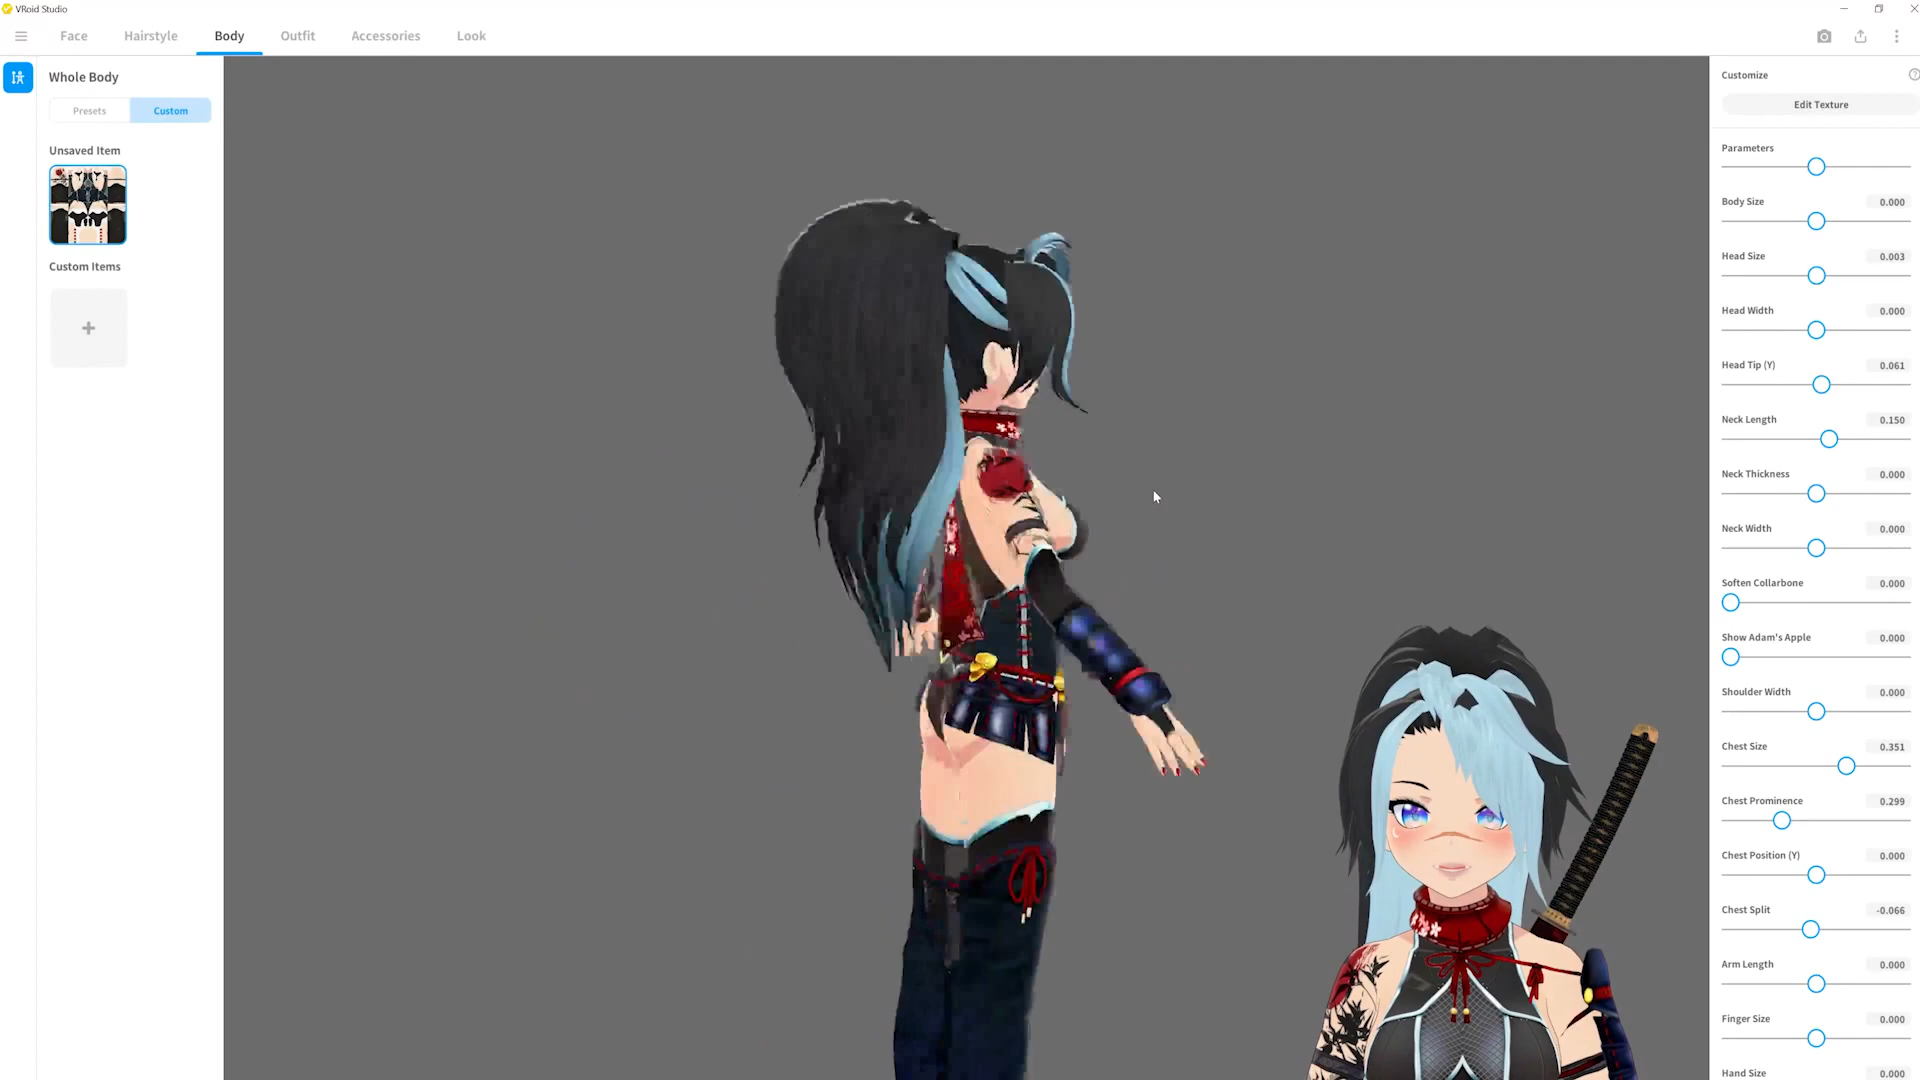 VRoid Studio
Face
Hairstyle
Body
Outfit
Accessories
Look
Whole Body
Presets
Custom
Unsaved Item
Custom Items
Customize
Edit Texture
Parameters
Body Size
0.000
Head Size
0.003
Head Width
0.000
Head Tip (Y)
0.061
Neck Length
0.150
Neck Thickness
0.000
Neck Width
0.000
Soften Collarbone
0.000
Show Adam's Apple
0.000
Shoulder Width
0.000
Chest Size
0.351
Chest Prominence
0.299
Chest Position (Y)
0.000
Chest Split
-0.066
Arm Length
0.000
Finger Size
0.000
Hand Size
0.000